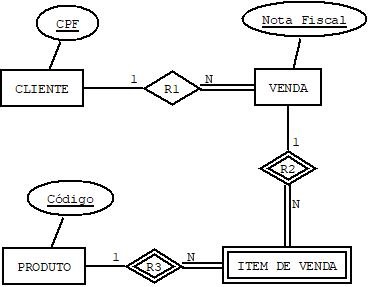 CPF
Nota Fiscal
1
N
CLIENTE
R1
VENDA
1
R2
Código
N
1
N
PRODUTO
R3
ITEM DE VENDA